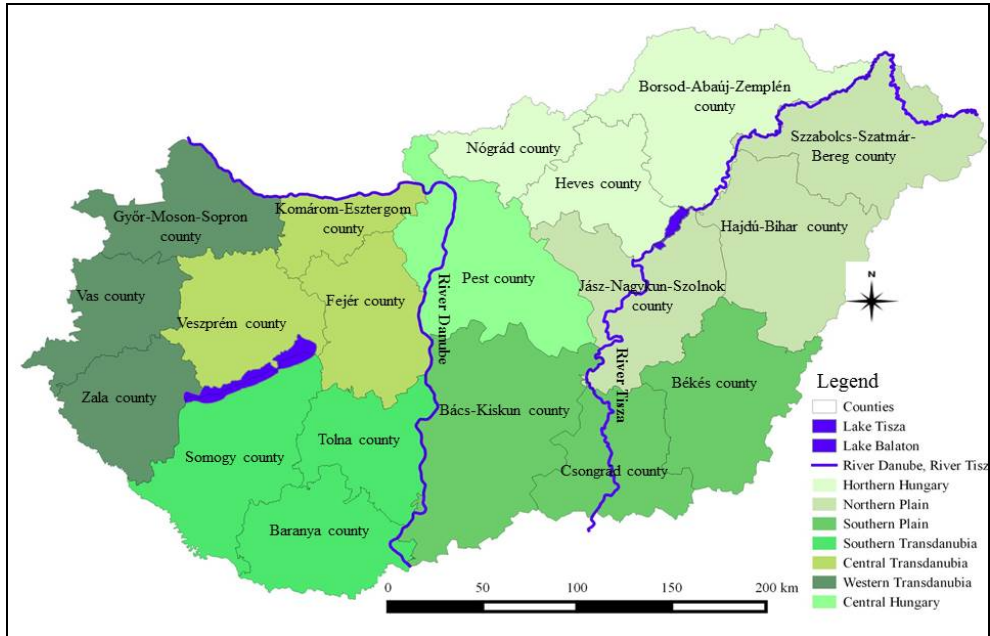 Borsod-Abaúj-Zemplén
county
Nógrád county
Szzabolcs-Szatmár-
Bereg county
Heves county
Győr-Moson-Sopron
county
Komárom-Esztergom
county
Hajdú-Bihar county
Pest county
Jász-Nagykun-Szolnok
county
Vas county
Veszprém county
Fejér county
River Danube
N
River Tisza
Zala county
Bács-Kiskun county
Békés county
Tolna county
Somogy county
Csongrád county
Baranya county
Legend
Counties
Lake Tisza
Lake Balaton
River Danube, River Tisz
Horthern Hungary
Northern Plain
Southern Plain
Southern Transdanubia
Central Transdanubia
Western Transdanubia
Central Hungary
0 50 100 150 200 km